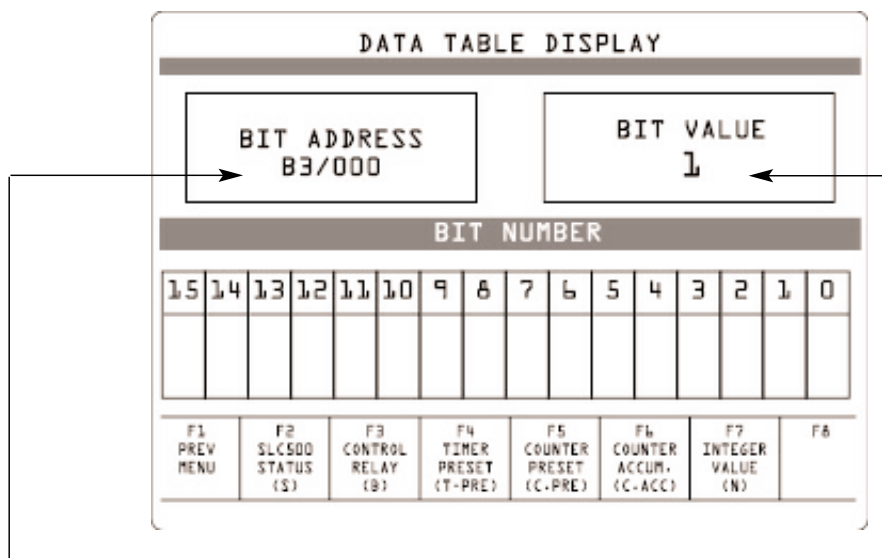 DATA TABLE DISPLAY
BIT ADDRESS
B3/000
BIT VALUE
1
BIT NUMBER
15 14 13 12 11 10 9 8 7 6 5 4 3 2 1 0
F1
PREV
MENU
F2
SLC500
STATUS
(S)
F3
CONTROL
RELAY
(B)
F4
TIMER
PRESET
(T-PRE)
F5
COUNTER
PRESET
(C.PRE)
F6
COUNTER
ACCUM.
(C-ACC)
F7
INTEGER
VALUE
(N)
F8